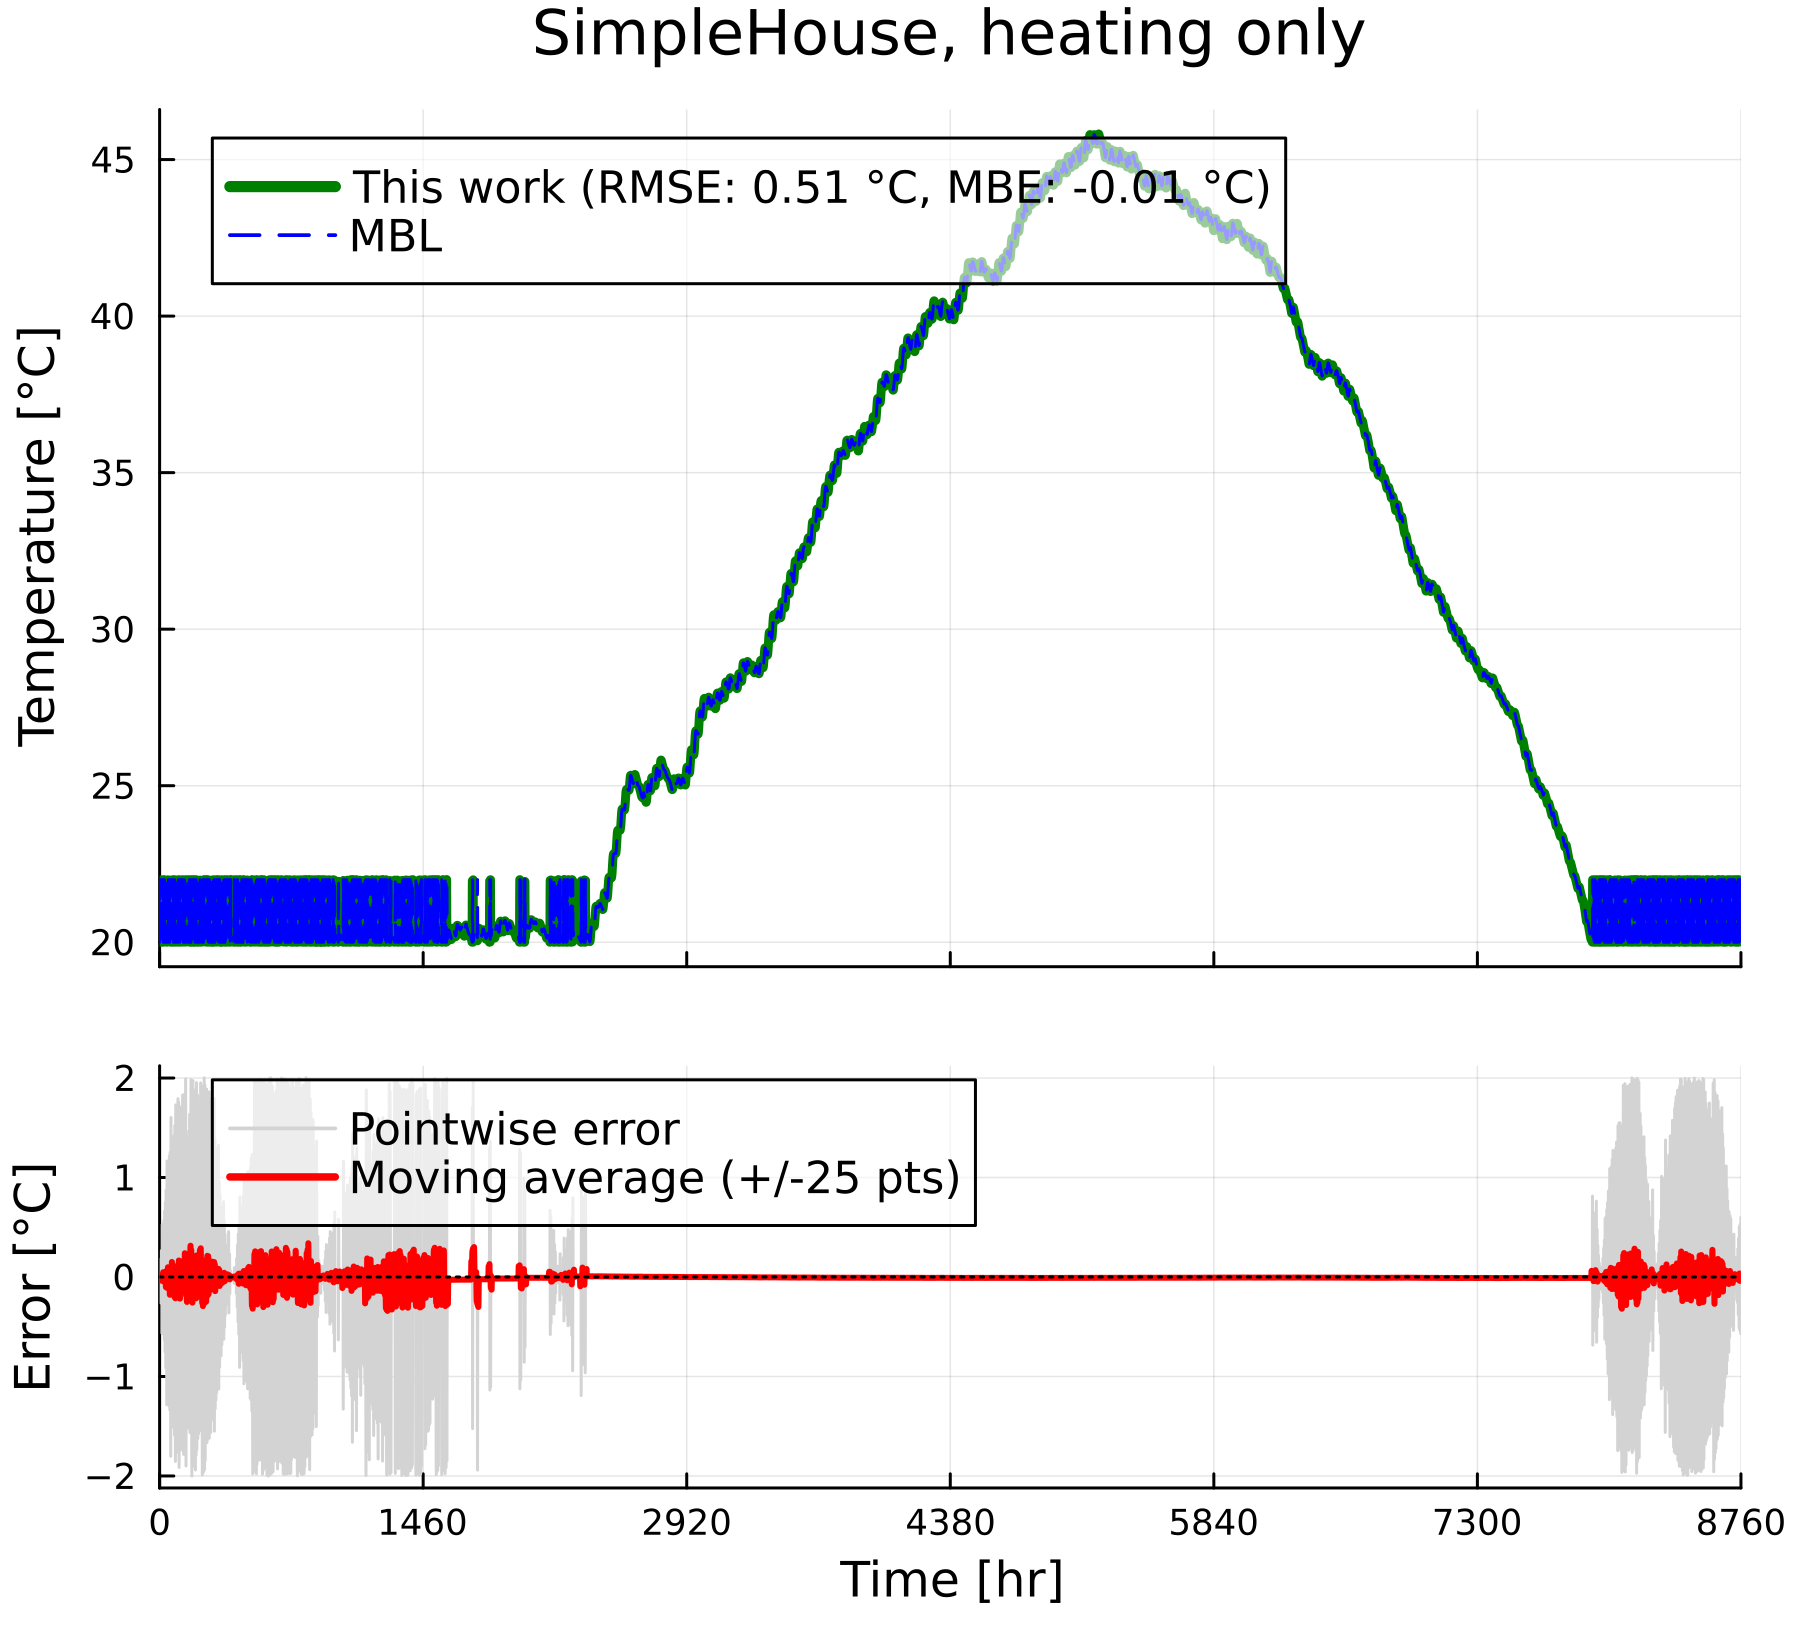 SimpleHouse, heating only
Temperature [°C]
45
40
35
30
25
20
This work (RMSE: 0.51 °C, MBE: -0.01 °C)
MBL
Error [°C]
2
1
0
−1
−2
Pointwise error
Moving average (+/-25 pts)
0 1460 2920 4380 5840 7300 8760
Time [hr]